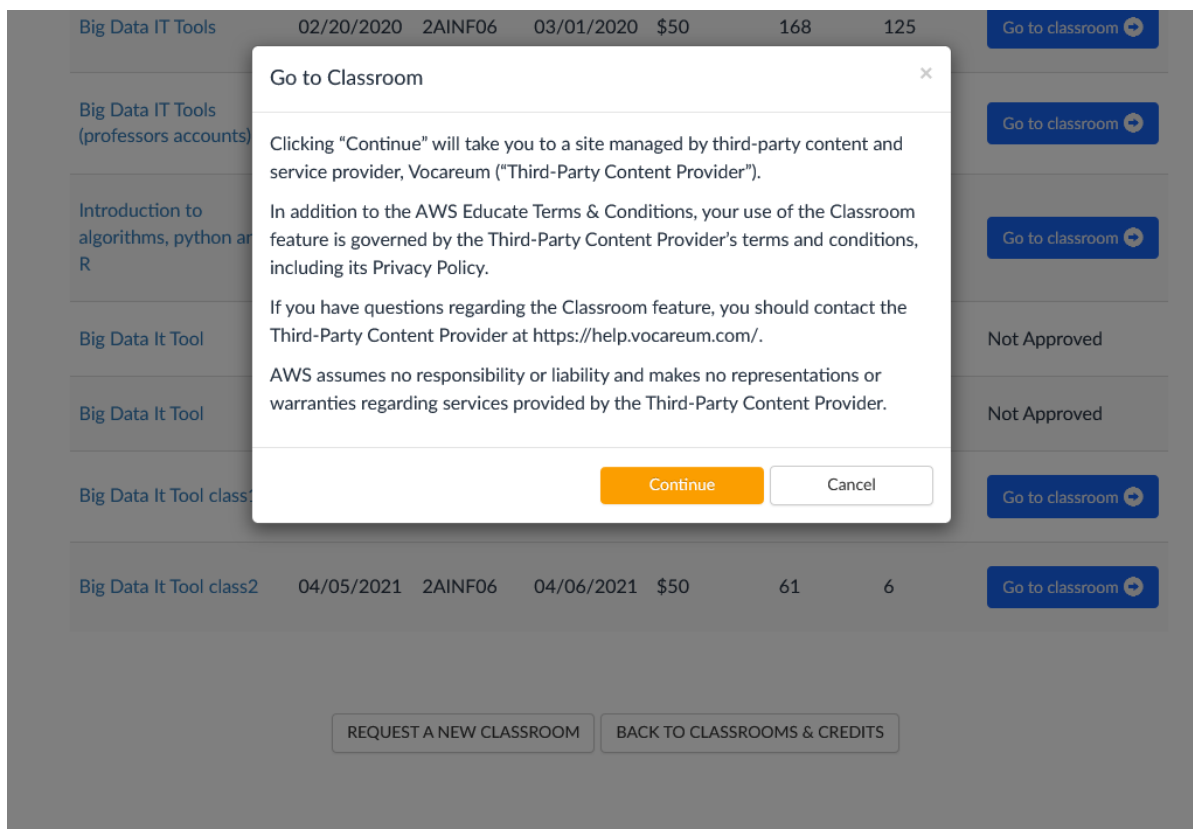 Big Data IT Tools 02/20/2020 2AINF06 03/01/2020 $50 168 125 Go to classroom
Go to Classroom ×
Big Data IT Tools
(professors accounts)
Go to classroom
Clicking “Continue” will take you to a site managed by third-party content and
service provider, Vocareum (“Third-Party Content Provider”).
In addition to the AWS Educate Terms & Conditions, your use of the Classroom
feature is governed by the Third-Party Content Provider’s terms and conditions,
including its Privacy Policy.
If you have questions regarding the Classroom feature, you should contact the
Third-Party Content Provider at https://help.vocareum.com/.
AWS assumes no responsibility or liability and makes no representations or
warranties regarding services provided by the Third-Party Content Provider.
Continue Cancel
Introduction to
algorithms, python
R
Go to classroom
Big Data It Tool Not Approved
Big Data It Tool Not Approved
Big Data It Tool class1 Go to classroom
Big Data It Tool class2 04/05/2021 2AINF06 04/06/2021 $50 61 6 Go to classroom
REQUEST A NEW CLASSROOM BACK TO CLASSROOMS & CREDITS